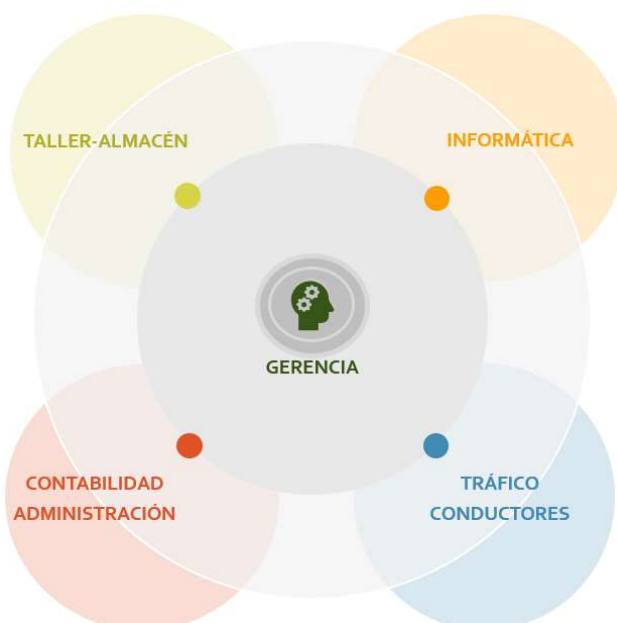 TALLER-ALMACÉN
INFORMÁTICA
GERENCIA
CONTABILIDAD
ADMINISTRACIÓN
TRÁFICO
CONDUCTORES